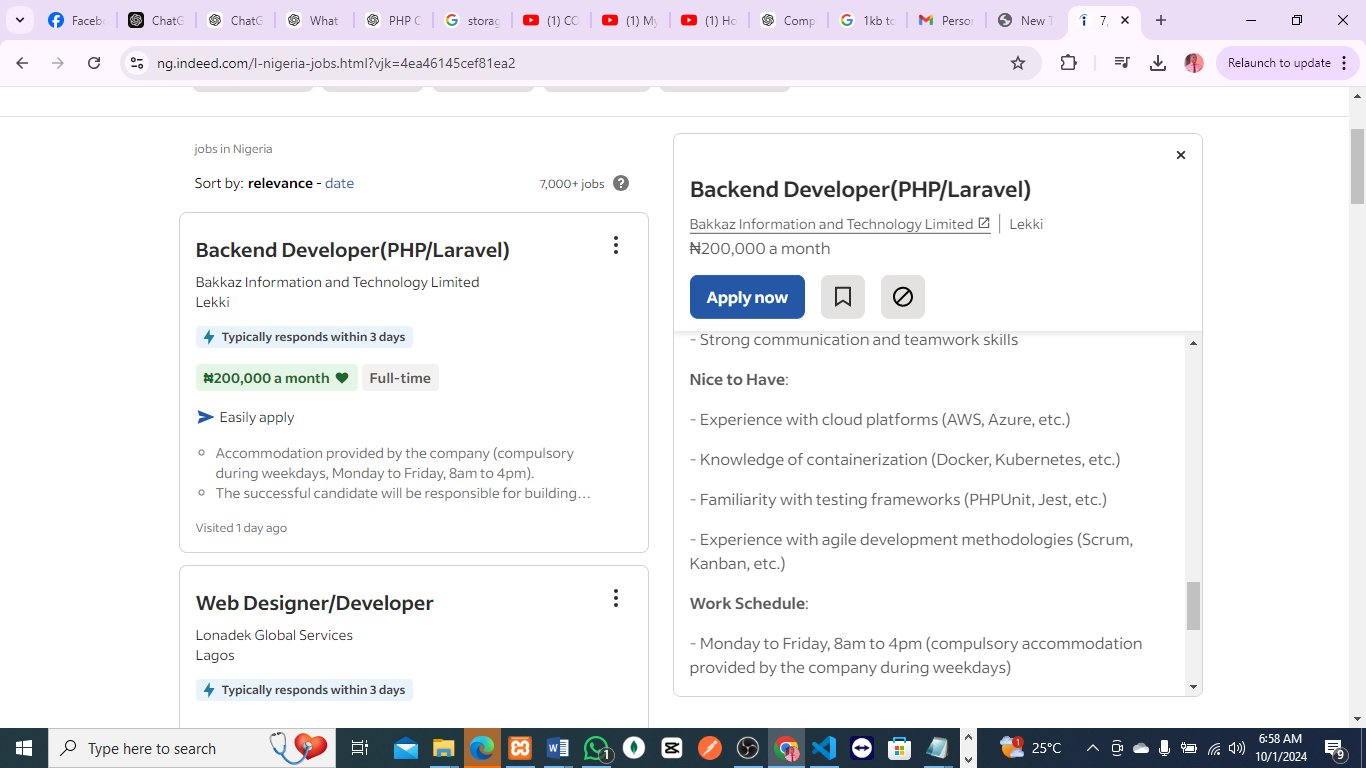 Faceb
ChatG
ChatG
What
PHP C
storag
(1) CO
(1) My
(1) Ho
Comp
1kb to
Person
New T
7,
ng.indeed.com/l-nigeria-jobs.html?vjk=4ea46145cef81ea2
Relaunch to update
jobs in Nigeria
Sort by: relevance - date
7,000+ jobs
Backend Developer(PHP/Laravel)
Bakkaz Information and Technology Limited
Lekki
Typically responds within 3 days
₦200,000 a month
Full-time
Easily apply
Accommodation provided by the company (compulsory
during weekdays, Monday to Friday, 8am to 4pm).
The successful candidate will be responsible for building…
Visited 1 day ago
Web Designer/Developer
Lonadek Global Services
Lagos
Typically responds within 3 days
Backend Developer(PHP/Laravel)
Bakkaz Information and Technology Limited
Lekki
₦200,000 a month
Apply now
- Strong communication and teamwork skills
Nice to Have:
- Experience with cloud platforms (AWS, Azure, etc.)
- Knowledge of containerization (Docker, Kubernetes, etc.)
- Familiarity with testing frameworks (PHPUnit, Jest, etc.)
- Experience with agile development methodologies (Scrum,
Kanban, etc.)
Work Schedule:
- Monday to Friday, 8am to 4pm (compulsory accommodation
provided by the company during weekdays)
Type here to search
1
1
25°C
6:58 AM
10/1/2024
9